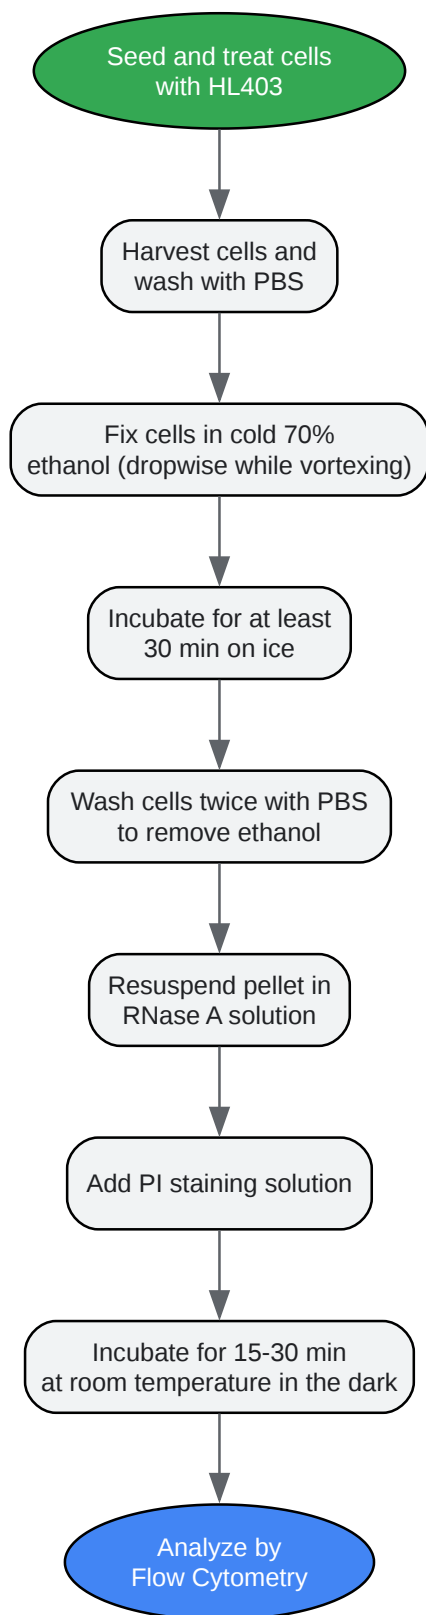 Seed and treat cells
with HL403
Harvest cells and
wash with PBS
Fix cells in cold 70%
ethanol (dropwise while vortexing)
Incubate for at least
30 min on ice
Wash cells twice with PBS
to remove ethanol
Resuspend pellet in
RNase A solution
Add PI staining solution
Incubate for 15-30 min
at room temperature in the dark
Analyze by
Flow Cytometry